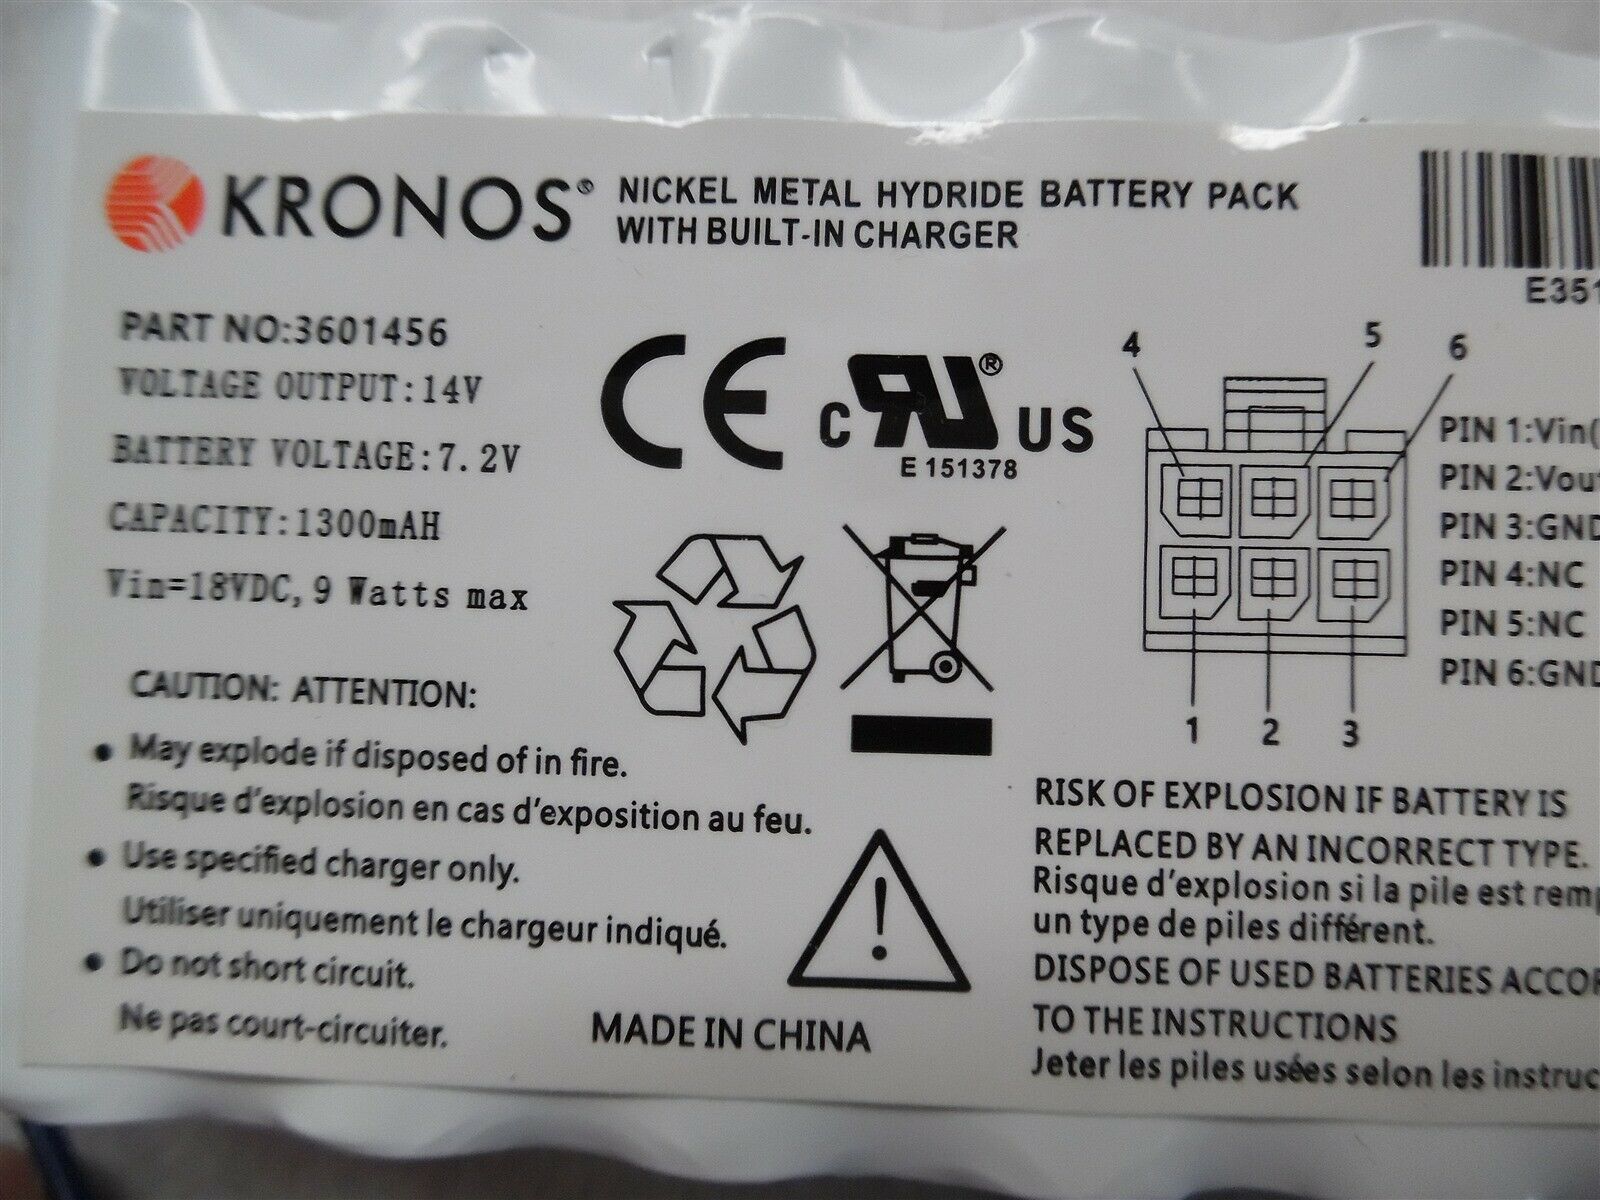 KRONOS® NICKEL METAL HYDRIDE BATTERY PACK
WITH BUILT-IN CHARGER
E351
PART NO:3601456
VOLTAGE OUTPUT:14V
BATTERY VOLTAGE:7.2V
CAPACITY:1300mAH
Vin=18VDC, 9 Watts max
CE
c RU ® US
E 151378
4 5 6
1 2 3
PIN 1:Vin(
PIN 2:Vou
PIN 3:GND
PIN 4:NC
PIN 5:NC
PIN 6:GND
CAUTION: ATTENTION:
• May explode if disposed of in fire.
Risque d'explosion en cas d'exposition au feu.
• Use specified charger only.
Utiliser uniquement le chargeur indiqué.
• Do not short circuit.
Ne pas court-circuiter.
!
MADE IN CHINA
RISK OF EXPLOSION IF BATTERY IS
REPLACED BY AN INCORRECT TYPE.
Risque d'explosion si la pile est remp
un type de piles différent.
DISPOSE OF USED BATTERIES ACCOR
TO THE INSTRUCTIONS
Jeter les piles usées selon les instruc